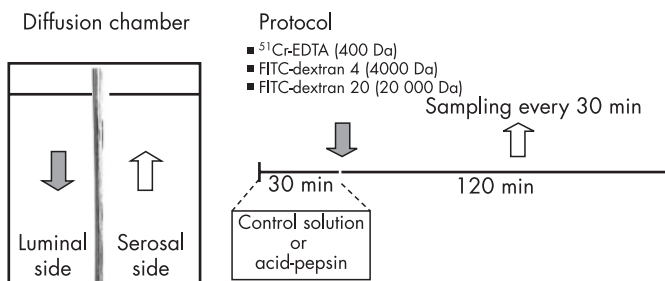 Diffusion chamber
Luminal
side
Serosal
side
Protocol
▪ ⁵¹Cr-EDTA (400 Da)
▪ FITC-dextran 4 (4000 Da)
▪ FITC-dextran 20 (20 000 Da)
Sampling every 30 min
30 min
120 min
Control solution
or
acid-pepsin